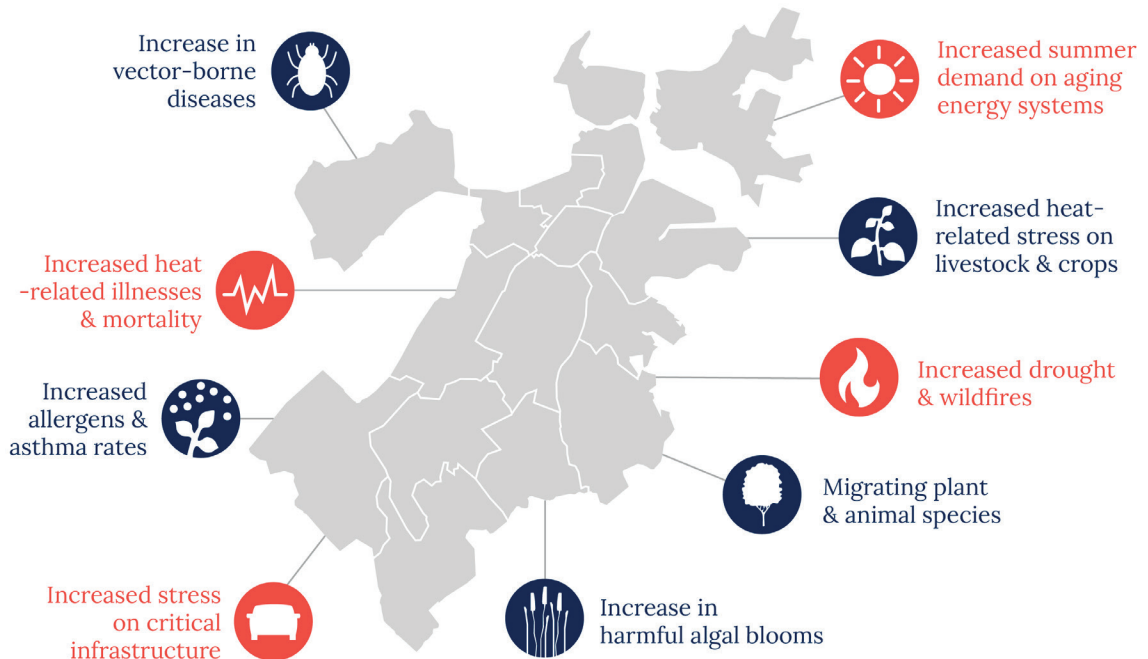 Increase in
vector-borne
diseases
Increased summer
demand on aging
energy systems
Increased heat-
related stress on
livestock & crops
Increased heat
-related illnesses
& mortality
Increased drought
& wildfires
Increased
allergens &
asthma rates
Migrating plant
& animal species
Increased stress
on critical
infrastructure
Increase in
harmful algal blooms